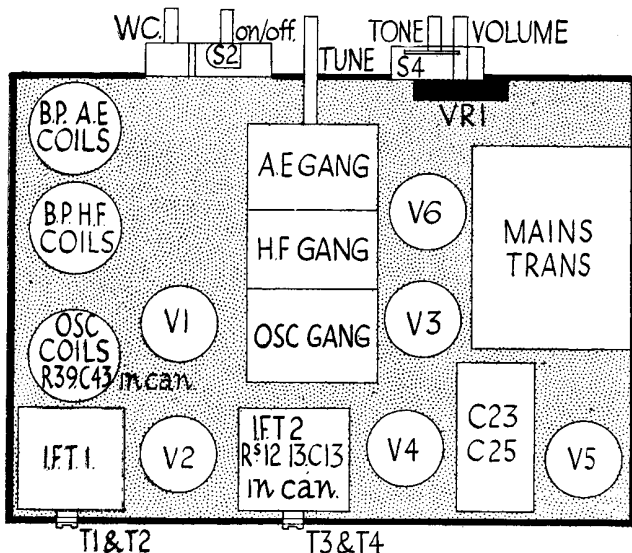 WC. S2 on/off. TONE VOLUME
TUNE S4
VR1
B.P. A.E
COILS
A.E GANG
B.P. H.F
COILS
V6
MAINS
TRANS
H.F GANG
OSC
COILS
R39.C43 in can.
V1
OSC GANG
V3
I.F.T. 1.
V2
I.F.T 2
Rs. 12 13. C13
in can.
V4
C23
C25
V5
T1 & T2
T3 & T4